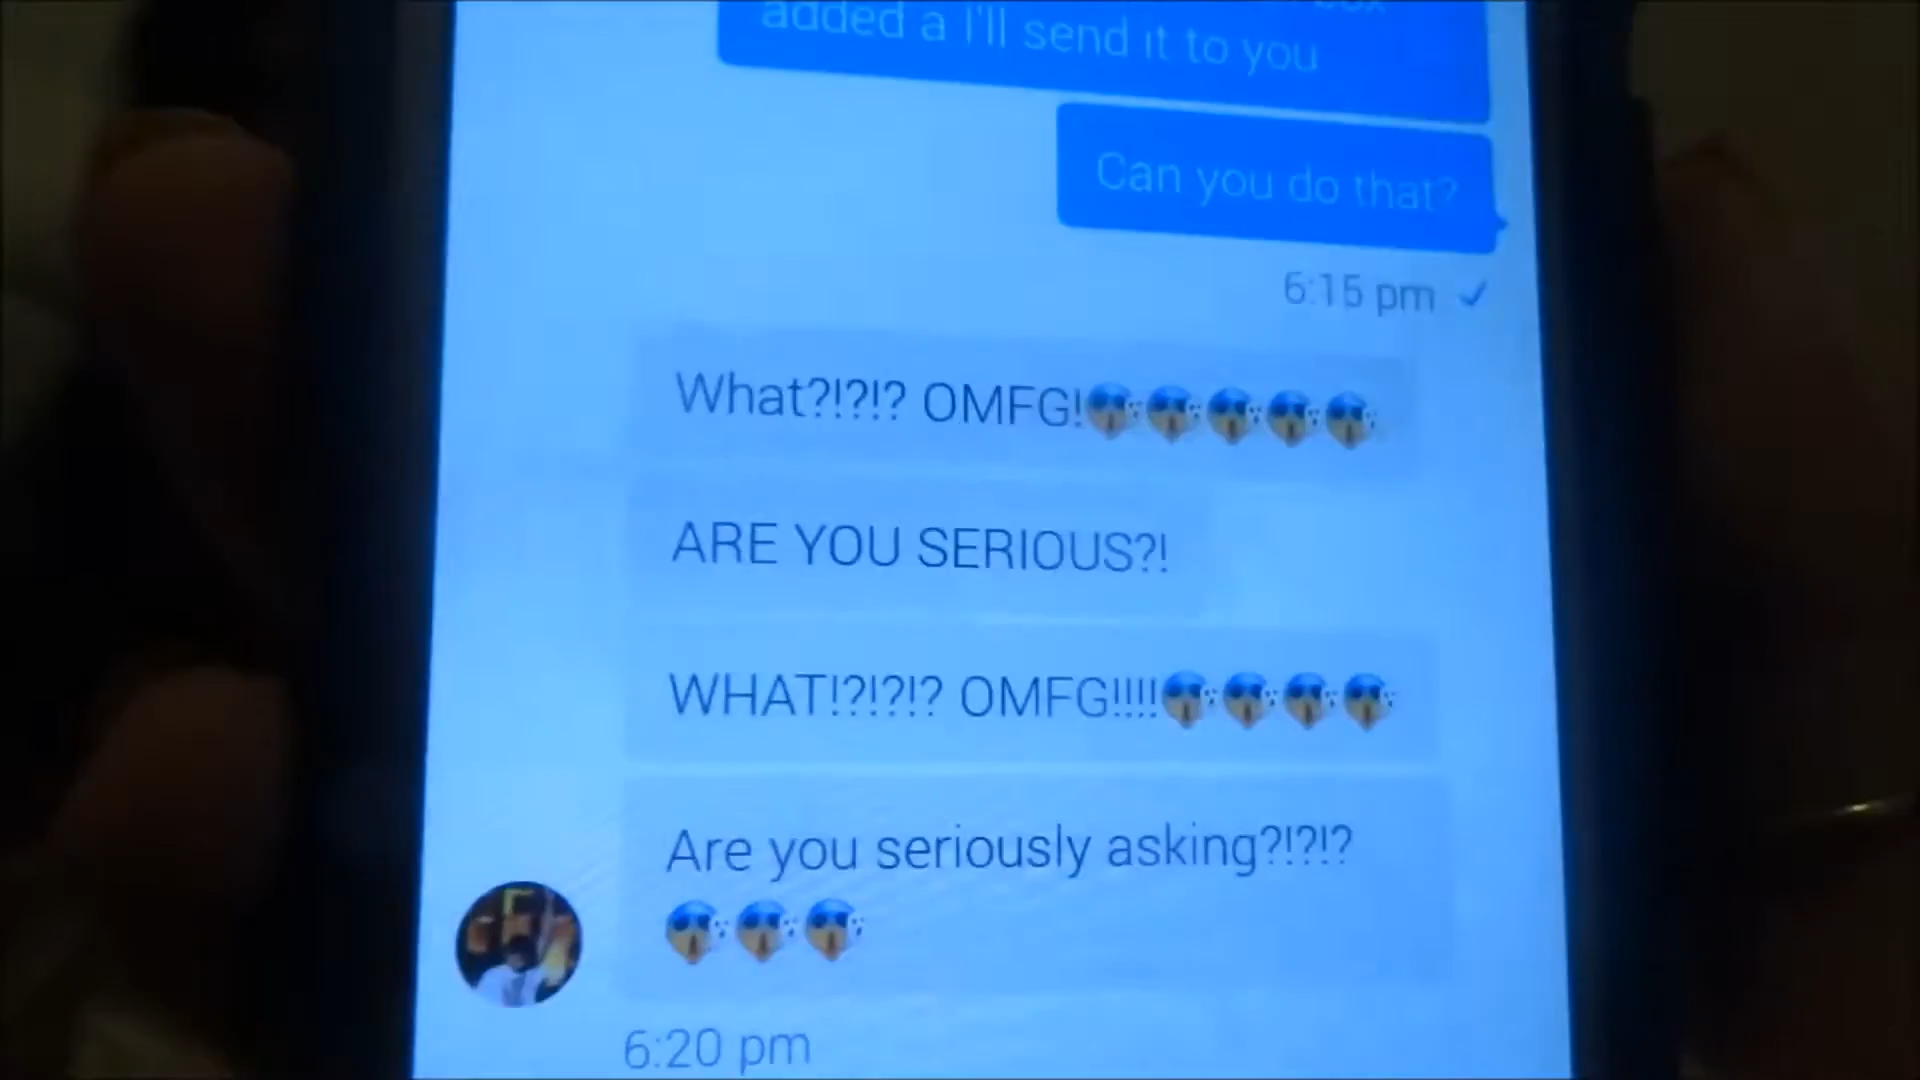 box
added a I'll send it to you
Can you do that?
6:15 pm
What?!?!? OMFG!
ARE YOU SERIOUS?!
WHAT!?!?!? OMFG!!!!
Are you seriously asking?!?!?
6:20 pm